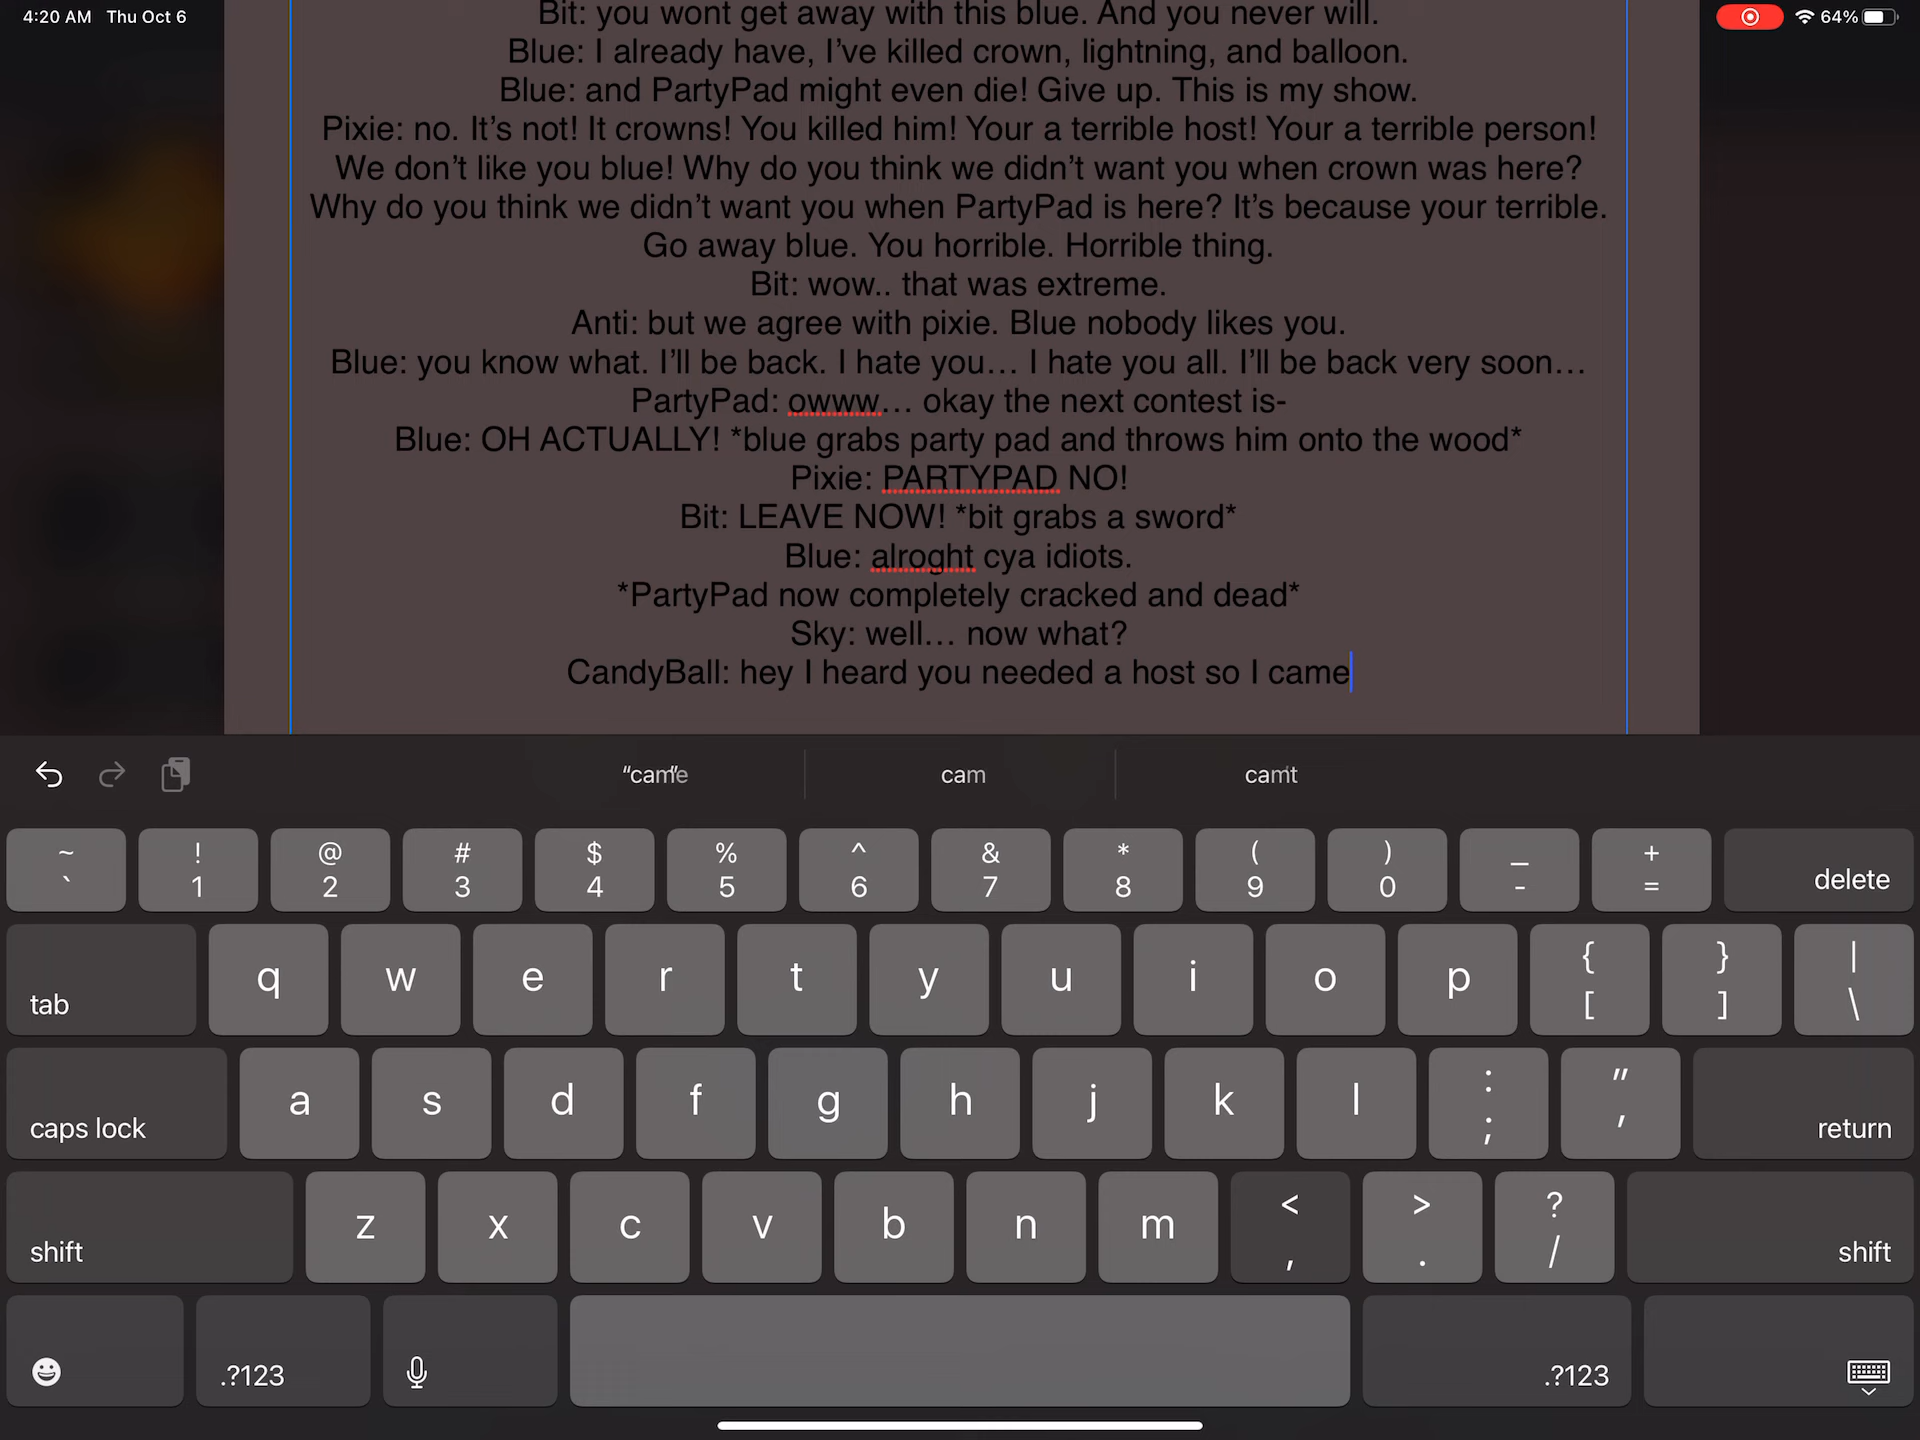 4:20 AM Thu Oct 6
64%
Bit: you wont get away with this blue. And you never will.
Blue: I already have, I’ve killed crown, lightning, and balloon.
Blue: and PartyPad might even die! Give up. This is my show.
Pixie: no. It’s not! It crowns! You killed him! Your a terrible host! Your a terrible person!
We don’t like you blue! Why do you think we didn’t want you when crown was here?
Why do you think we didn’t want you when PartyPad is here? It’s because your terrible.
Go away blue. You horrible. Horrible thing.
Bit: wow.. that was extreme.
Anti: but we agree with pixie. Blue nobody likes you.
Blue: you know what. I’ll be back. I hate you… I hate you all. I’ll be back very soon…
PartyPad: owww… okay the next contest is-
Blue: OH ACTUALLY! *blue grabs party pad and throws him onto the wood*
Pixie: PARTYPAD NO!
Bit: LEAVE NOW! *bit grabs a sword*
Blue: alroght cya idiots.
*PartyPad now completely cracked and dead*
Sky: well… now what?
CandyBall: hey I heard you needed a host so I came
cam
~ ! @ # $ % ^ & * ( ) _ +
` 1 2 3 4 5 6 7 8 9 0 - = delete
tab q w e r t y u i o p { [ } ] | \
caps lock a s d f g h j k l : ; " ' return
shift z x c v b n m < , > . ? / shift
.?123 .?123